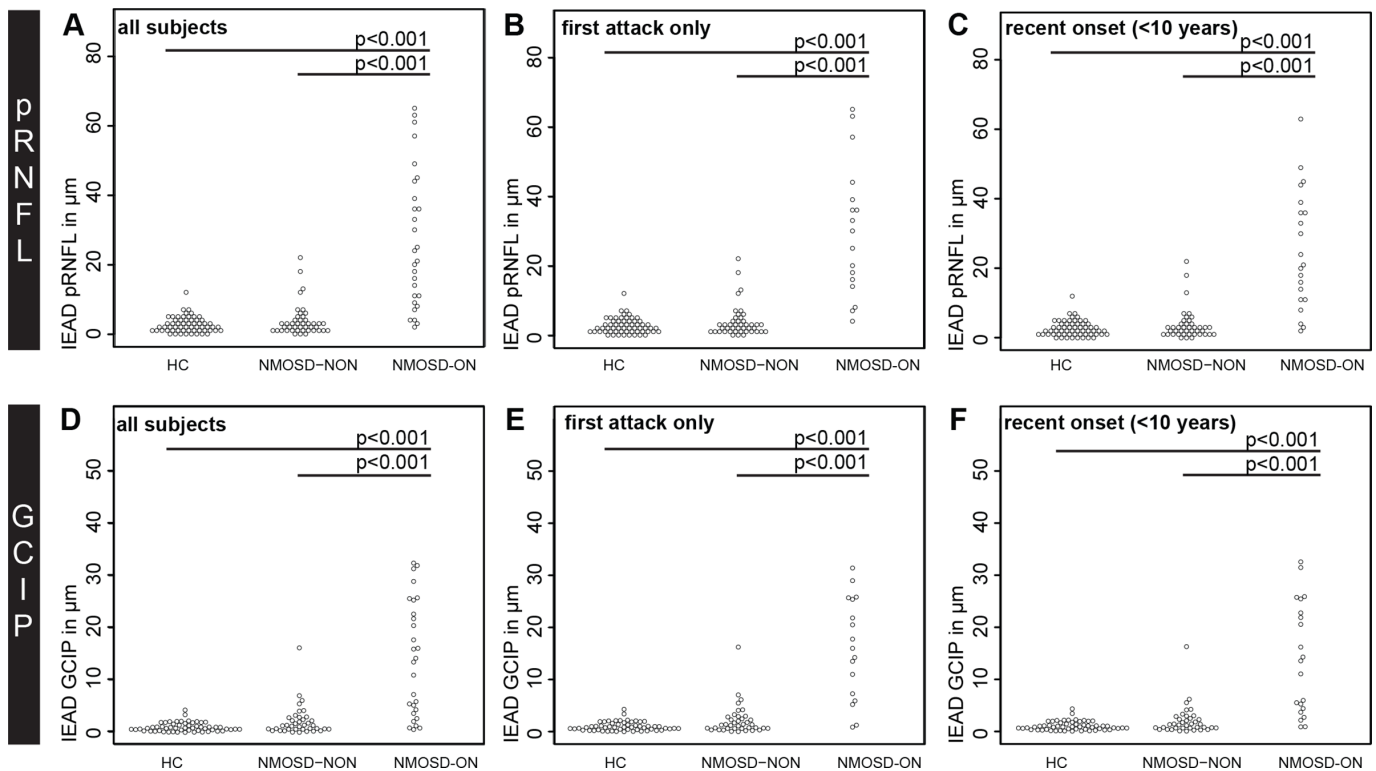 pRNFL
A all subjects
p<0.001
p<0.001
IEAD pRNFL in µm
80
60
40
20
0
HC NMOSD−NON NMOSD-ON
B first attack only
p<0.001
p<0.001
IEAD pRNFL in µm
80
60
40
20
0
HC NMOSD−NON NMOSD-ON
C recent onset (<10 years)
p<0.001
p<0.001
IEAD pRNFL in µm
80
60
40
20
0
HC NMOSD−NON NMOSD-ON
GCIP
D all subjects
p<0.001
p<0.001
IEAD GCIP in µm
50
40
30
20
10
0
HC NMOSD−NON NMOSD-ON
E first attack only
p<0.001
p<0.001
IEAD GCIP in µm
50
40
30
20
10
0
HC NMOSD−NON NMOSD-ON
F recent onset (<10 years)
p<0.001
p<0.001
IEAD GCIP in µm
50
40
30
20
10
0
HC NMOSD−NON NMOSD-ON